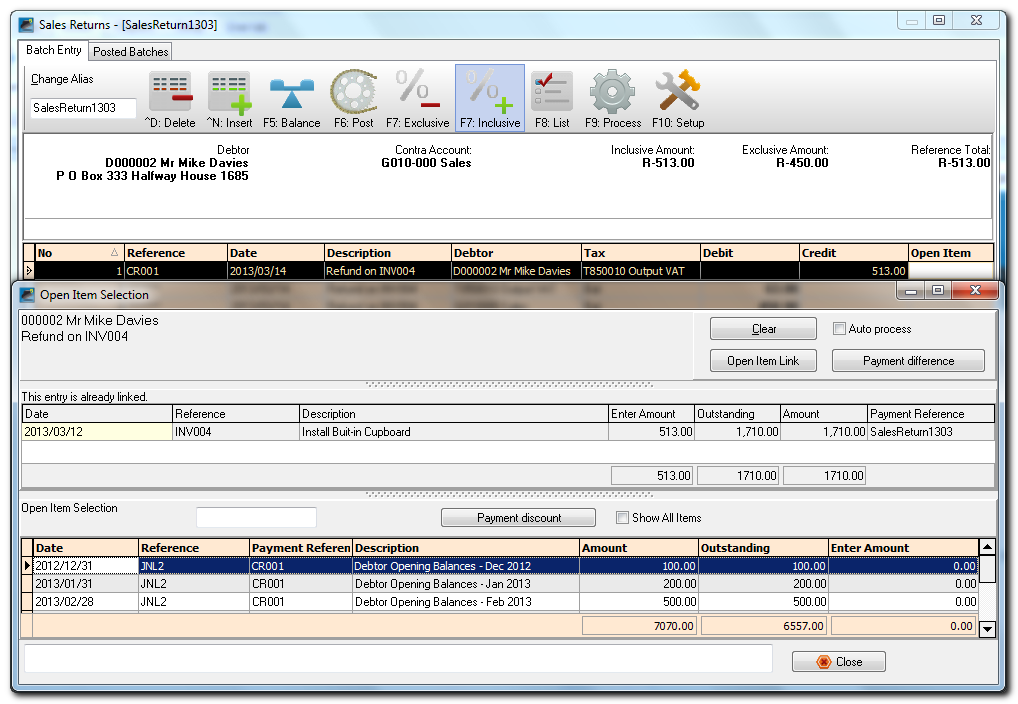 Sales Returns - [SalesReturn1303]
Batch Entry Posted Batches
Change Alias
SalesReturn1303
^D: Delete ^N: Insert F5: Balance F6: Post F7: Exclusive F7: Inclusive F8: List F9: Process F10: Setup
Debtor Contra Account: Inclusive Amount: Exclusive Amount: Reference Total:
D000002 Mr Mike Davies G010-000 Sales R-513.00 R-450.00 R-513.00
P O Box 333 Halfway House 1685
No Reference Date Description Debtor Tax Debit Credit Open Item
1 CR001 2013/03/14 Refund on INV004 D000002 Mr Mike Davies T850010 Output VAT 513.00
Open Item Selection
000002 Mr Mike Davies
Refund on INV004
Clear Auto process
Open Item Link Payment difference
This entry is already linked.
Date Reference Description Enter Amount Outstanding Amount Payment Reference
2013/03/12 INV004 Install Buit-in Cupboard 513.00 1,710.00 1,710.00 SalesReturn1303
513.00 1710.00 1710.00
Open Item Selection
Payment discount Show All Items
Date Reference Payment Referen Description Amount Outstanding Enter Amount
2012/12/31 JNL2 CR001 Debtor Opening Balances - Dec 2012 100.00 100.00 0.00
2013/01/31 JNL2 CR001 Debtor Opening Balances - Jan 2013 200.00 200.00 0.00
2013/02/28 JNL2 CR001 Debtor Opening Balances - Feb 2013 500.00 500.00 0.00
7070.00 6557.00 0.00
Close